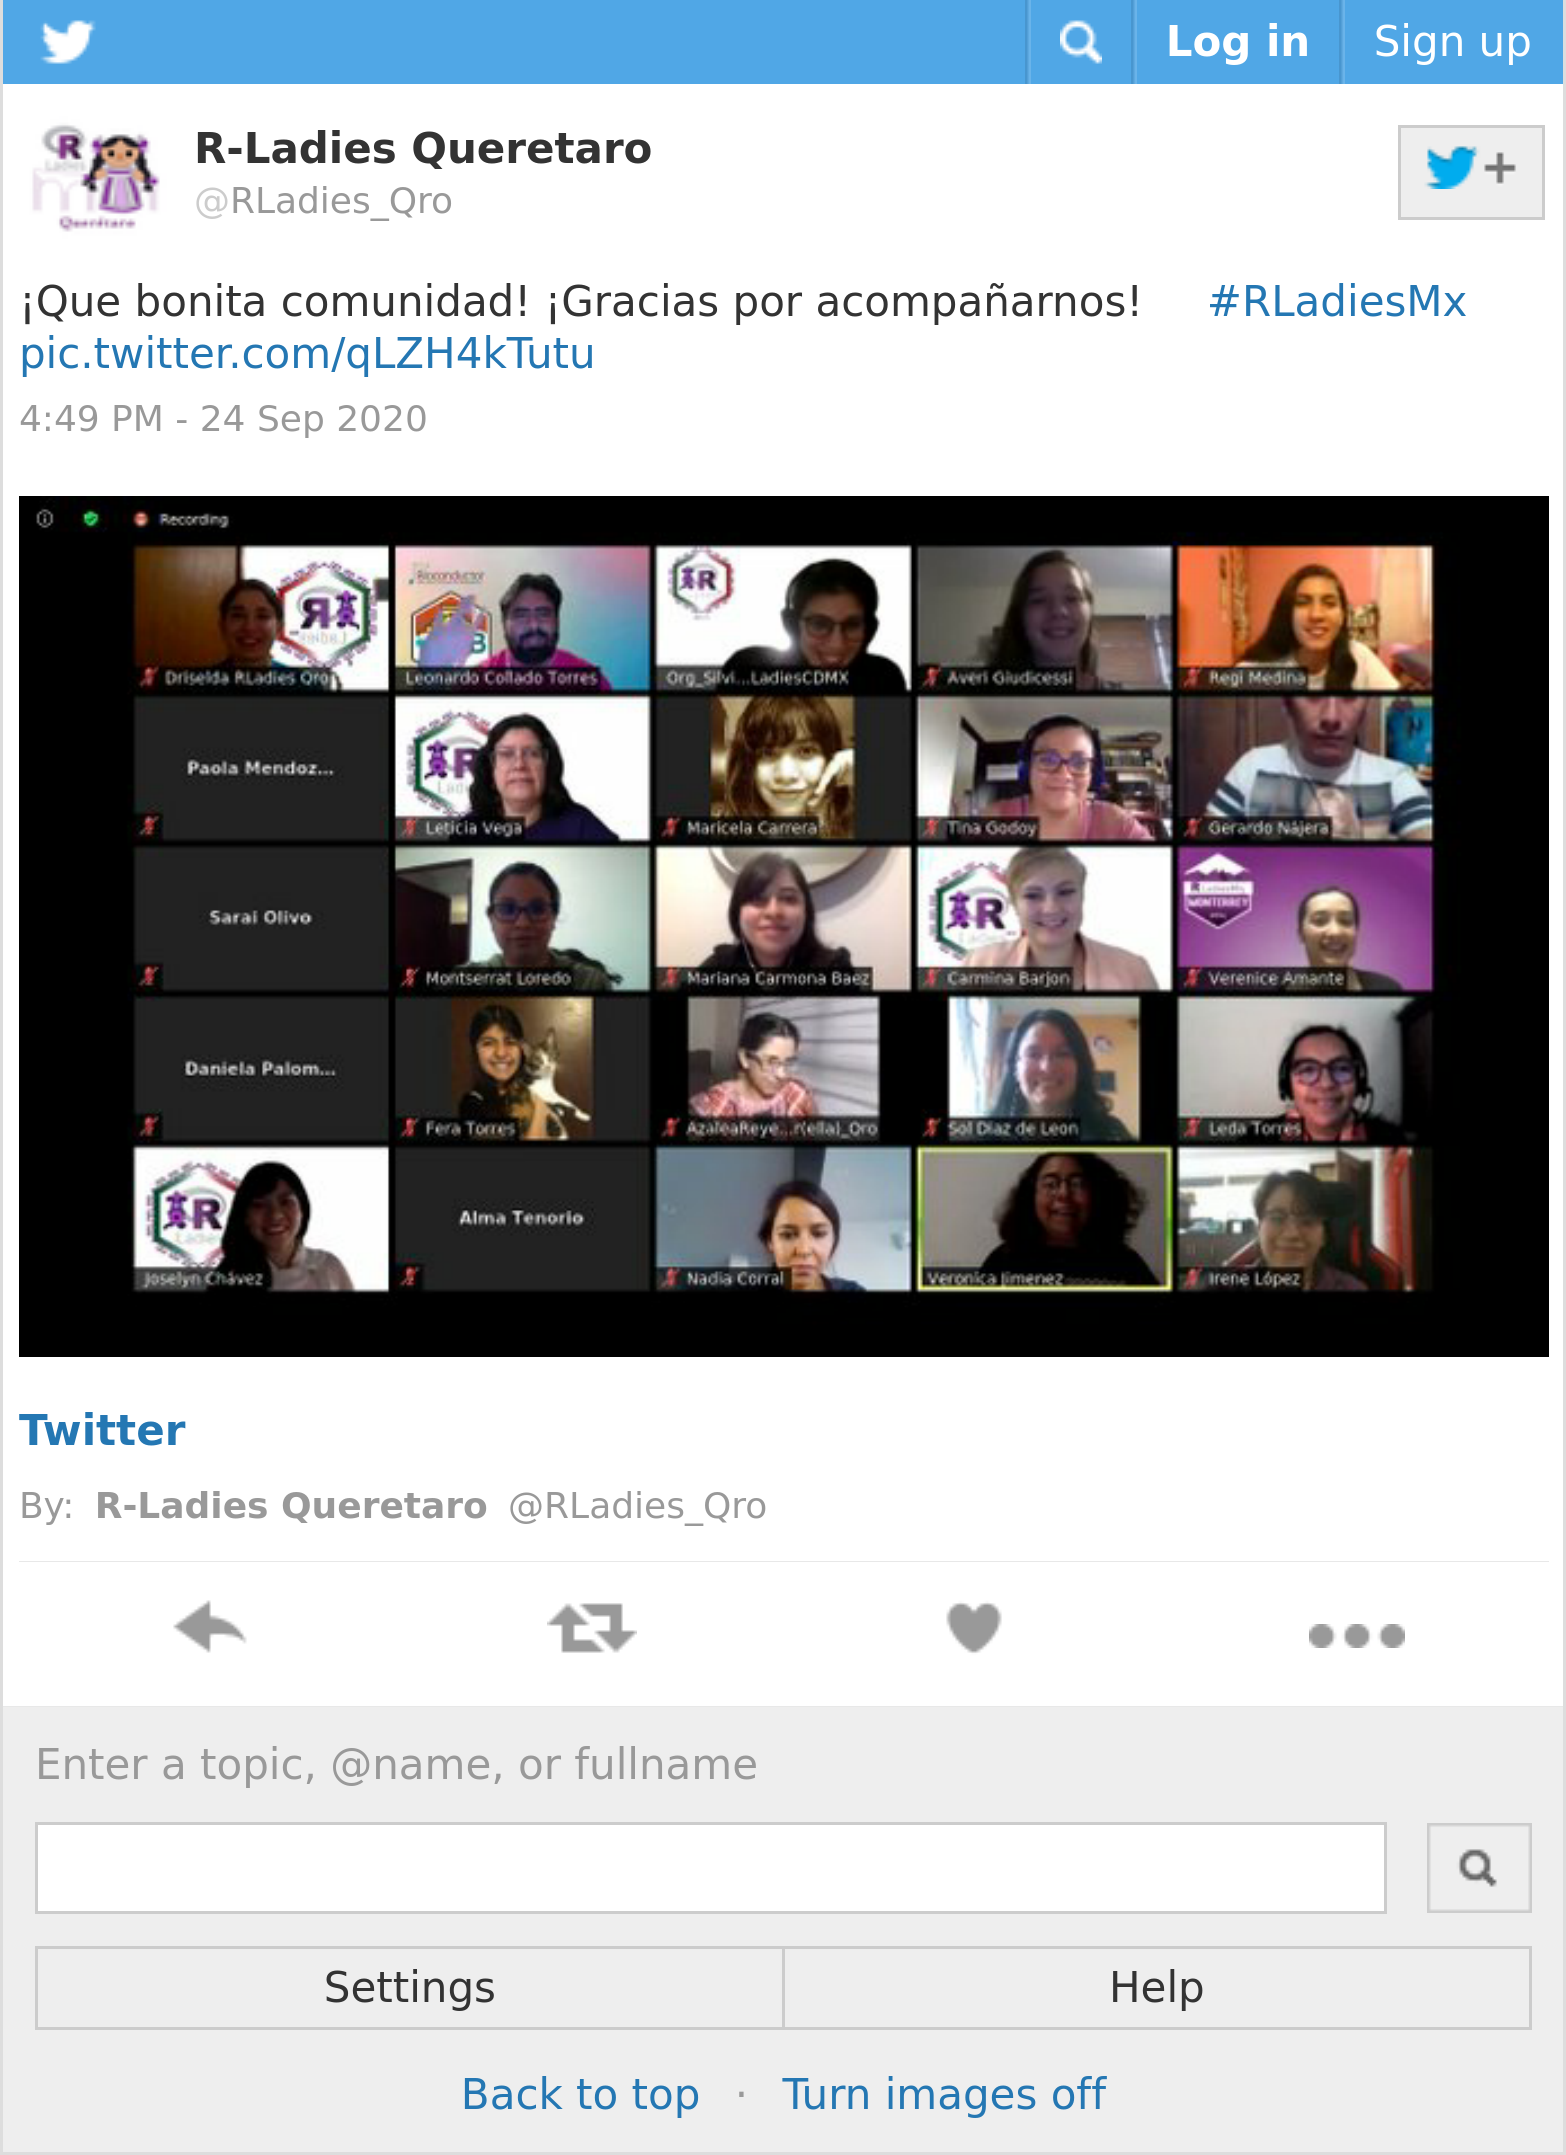 Log in
Sign up
R-Ladies Queretaro
@RLadies_Qro
¡Que bonita comunidad! ¡Gracias por acompañarnos! #RLadiesMx
pic.twitter.com/qLZH4kTutu
4:49 PM - 24 Sep 2020
Recording
Bioconductor
Driselda RLadies Qro
Leonardo Collado Torres
Org_Silvi...LadiesCDMX
Averi Giudicessi
Regi Medina
Paola Mendoz...
Leticia Vega
Maricela Carrera
Tina Godoy
Gerardo Nájera
MONTERREY
Sarai Olivo
Montserrat Loredo
Mariana Carmona Baez
Carmina Barjon
Verenice Amante
Daniela Palom...
Fera Torres
AzaleaReye...r(ella)_Qro
Sol Diaz de Leon
Leda Torres
Joselyn Chávez
Alma Tenorio
Nadia Corral
Veronica Jimenez
Irene López
Twitter
By: R-Ladies Queretaro @RLadies_Qro
Enter a topic, @name, or fullname
Settings
Help
Back to top · Turn images off